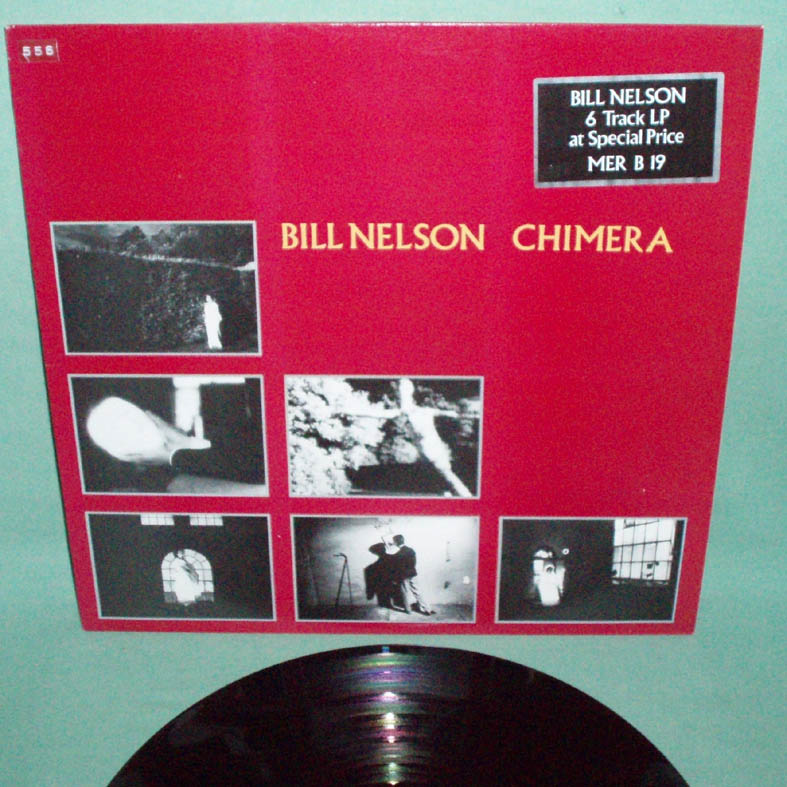 556
BILL NELSON
6 Track LP
at Special Price
MER B 19
BILL NELSON CHIMERA